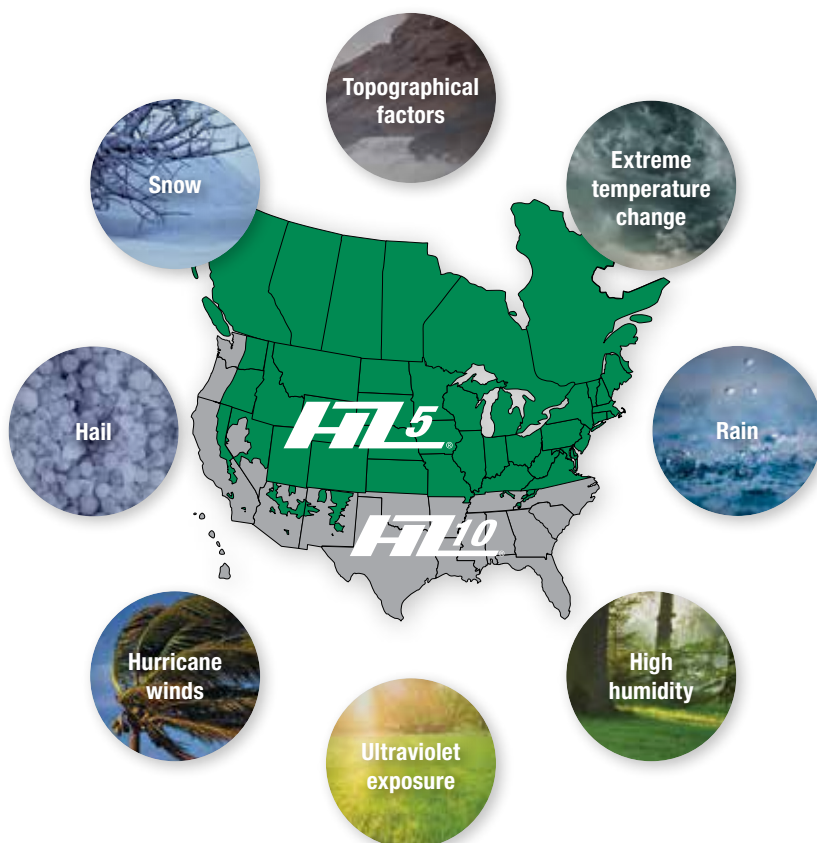 Topographical
factors
Snow
Extreme
temperature
change
HZ5®
Hail
Rain
HZ10®
Hurricane
winds
High
humidity
Ultraviolet
exposure